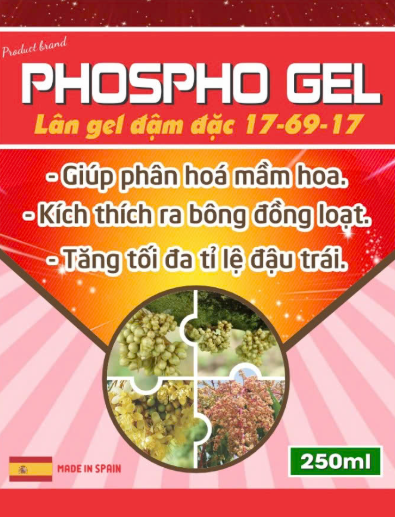 Product brand
PHOSPHO GEL
Lân gel đậm đặc 17-69-17
- Giúp phân hoá mầm hoa.
- Kích thích ra bông đồng loạt.
- Tăng tối đa tỉ lệ đậu trái.
MADE IN SPAIN
250ml